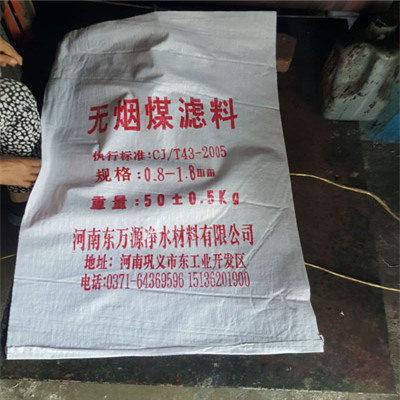 无烟煤滤料
执行标准:CJ/T43-2005
规格:0.8-1.8mm
重量:50±0.5Kg
河南东万源净水材料有限公司
地址:河南巩义市东工业开发区
电话:0371-64369596 15136201900